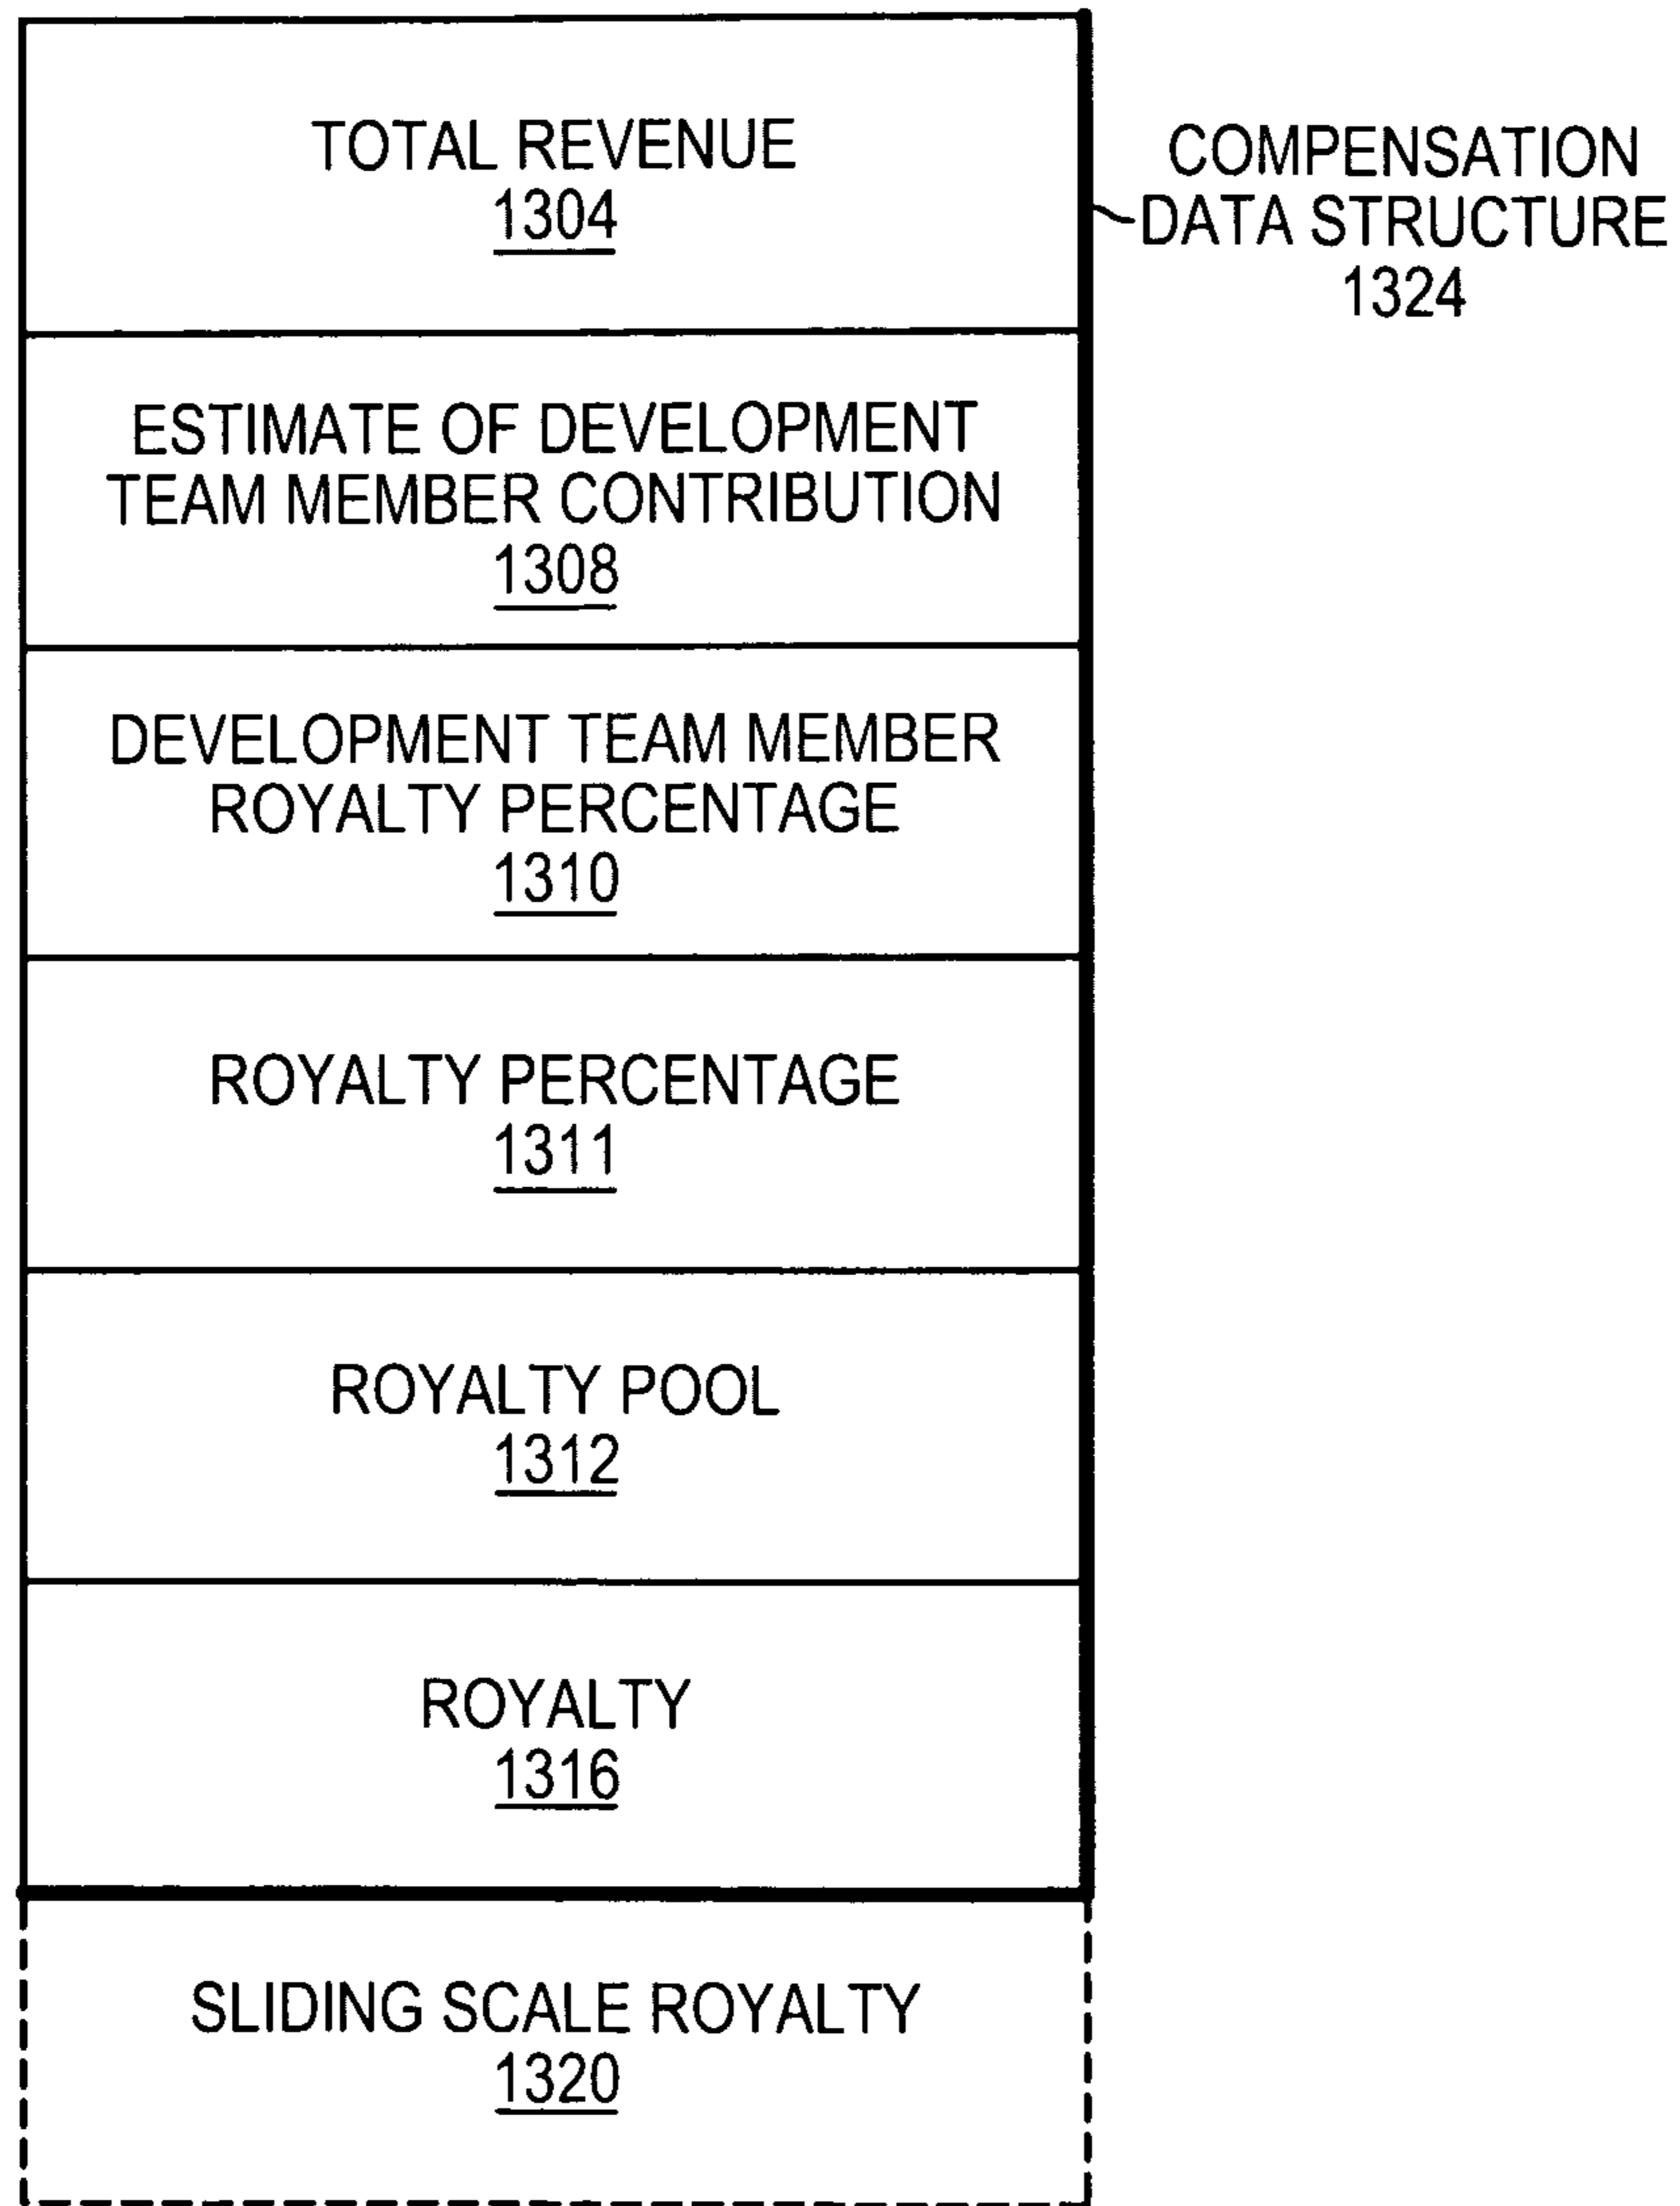 TOTAL REVENUE
1304
COMPENSATION
DATA STRUCTURE
1324
ESTIMATE OF DEVELOPMENT
TEAM MEMBER CONTRIBUTION
1308
DEVELOPMENT TEAM MEMBER
ROYALTY PERCENTAGE
1310
ROYALTY PERCENTAGE
1311
ROYALTY POOL
1312
ROYALTY
1316
SLIDING SCALE ROYALTY
1320